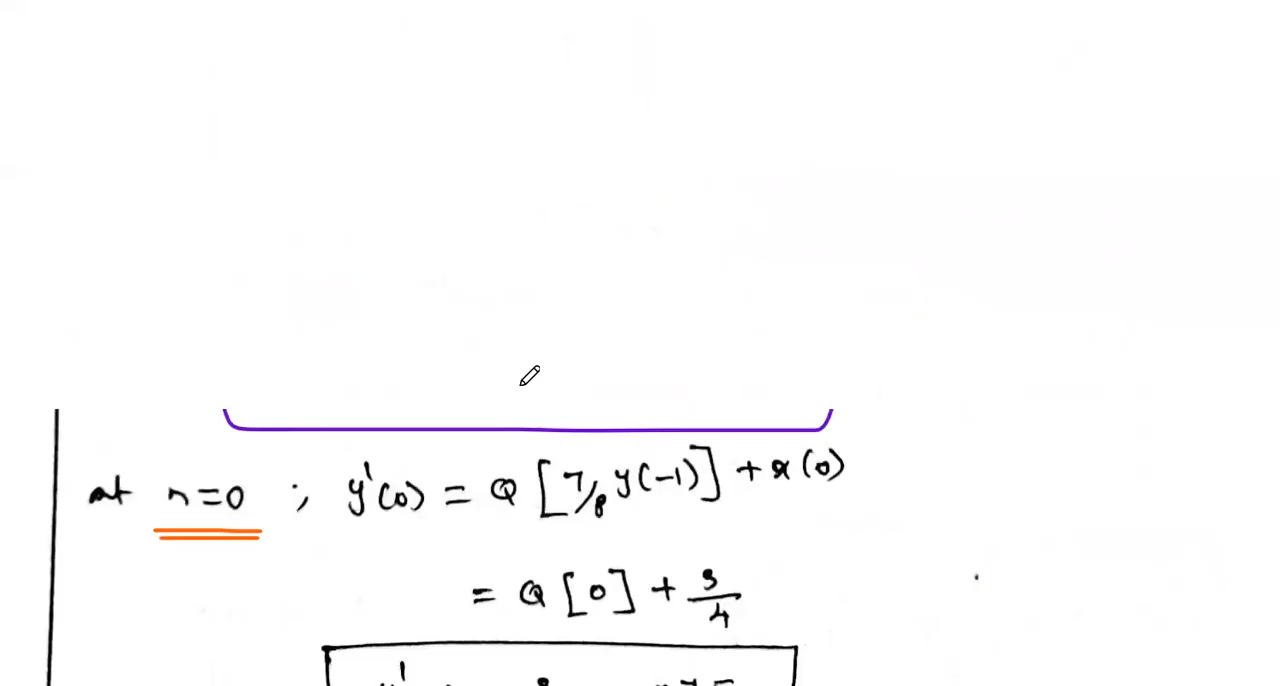 at n=0 ; y'(0) = Q [7/8 y(-1)] + x(0)
= Q [0] + 3/4